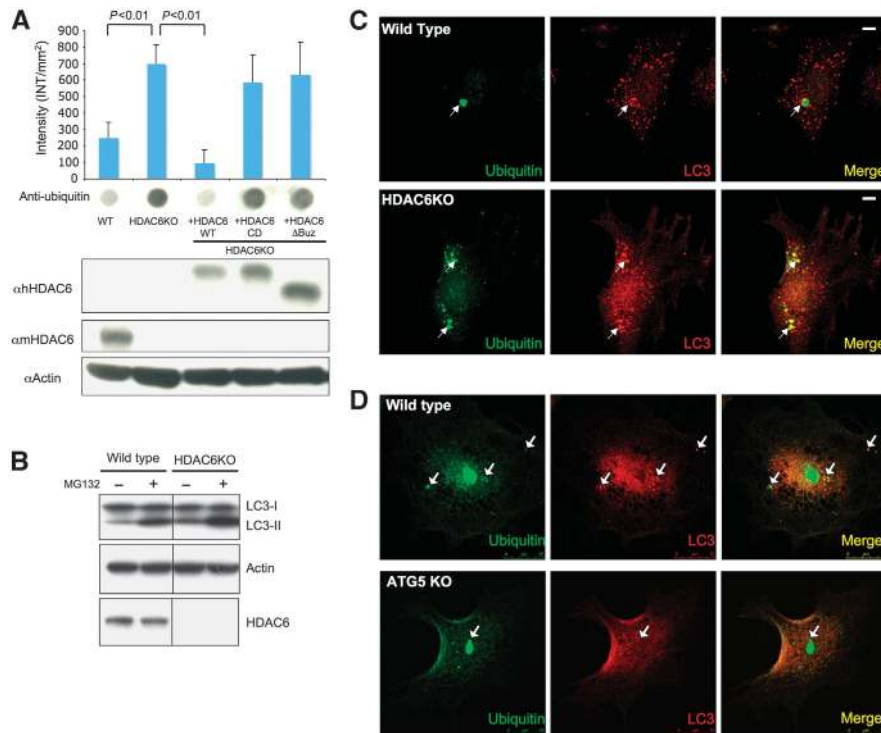 A
P<0.01 P<0.01
Intensity (INT/mm²)
900
800
700
600
500
400
300
200
100
0
Anti-ubiquitin
WT HDAC6KO +HDAC6 WT +HDAC6 CD +HDAC6 ΔBuz
HDAC6KO
αhHDAC6
αmHDAC6
αActin
B
Wild type HDAC6KO
MG132 – + – +
LC3-I
LC3-II
Actin
HDAC6
C
Wild Type
Ubiquitin LC3 Merge
HDAC6KO
Ubiquitin LC3 Merge
D
Wild type
Ubiquitin LC3 Merge
ATG5 KO
Ubiquitin LC3 Merge